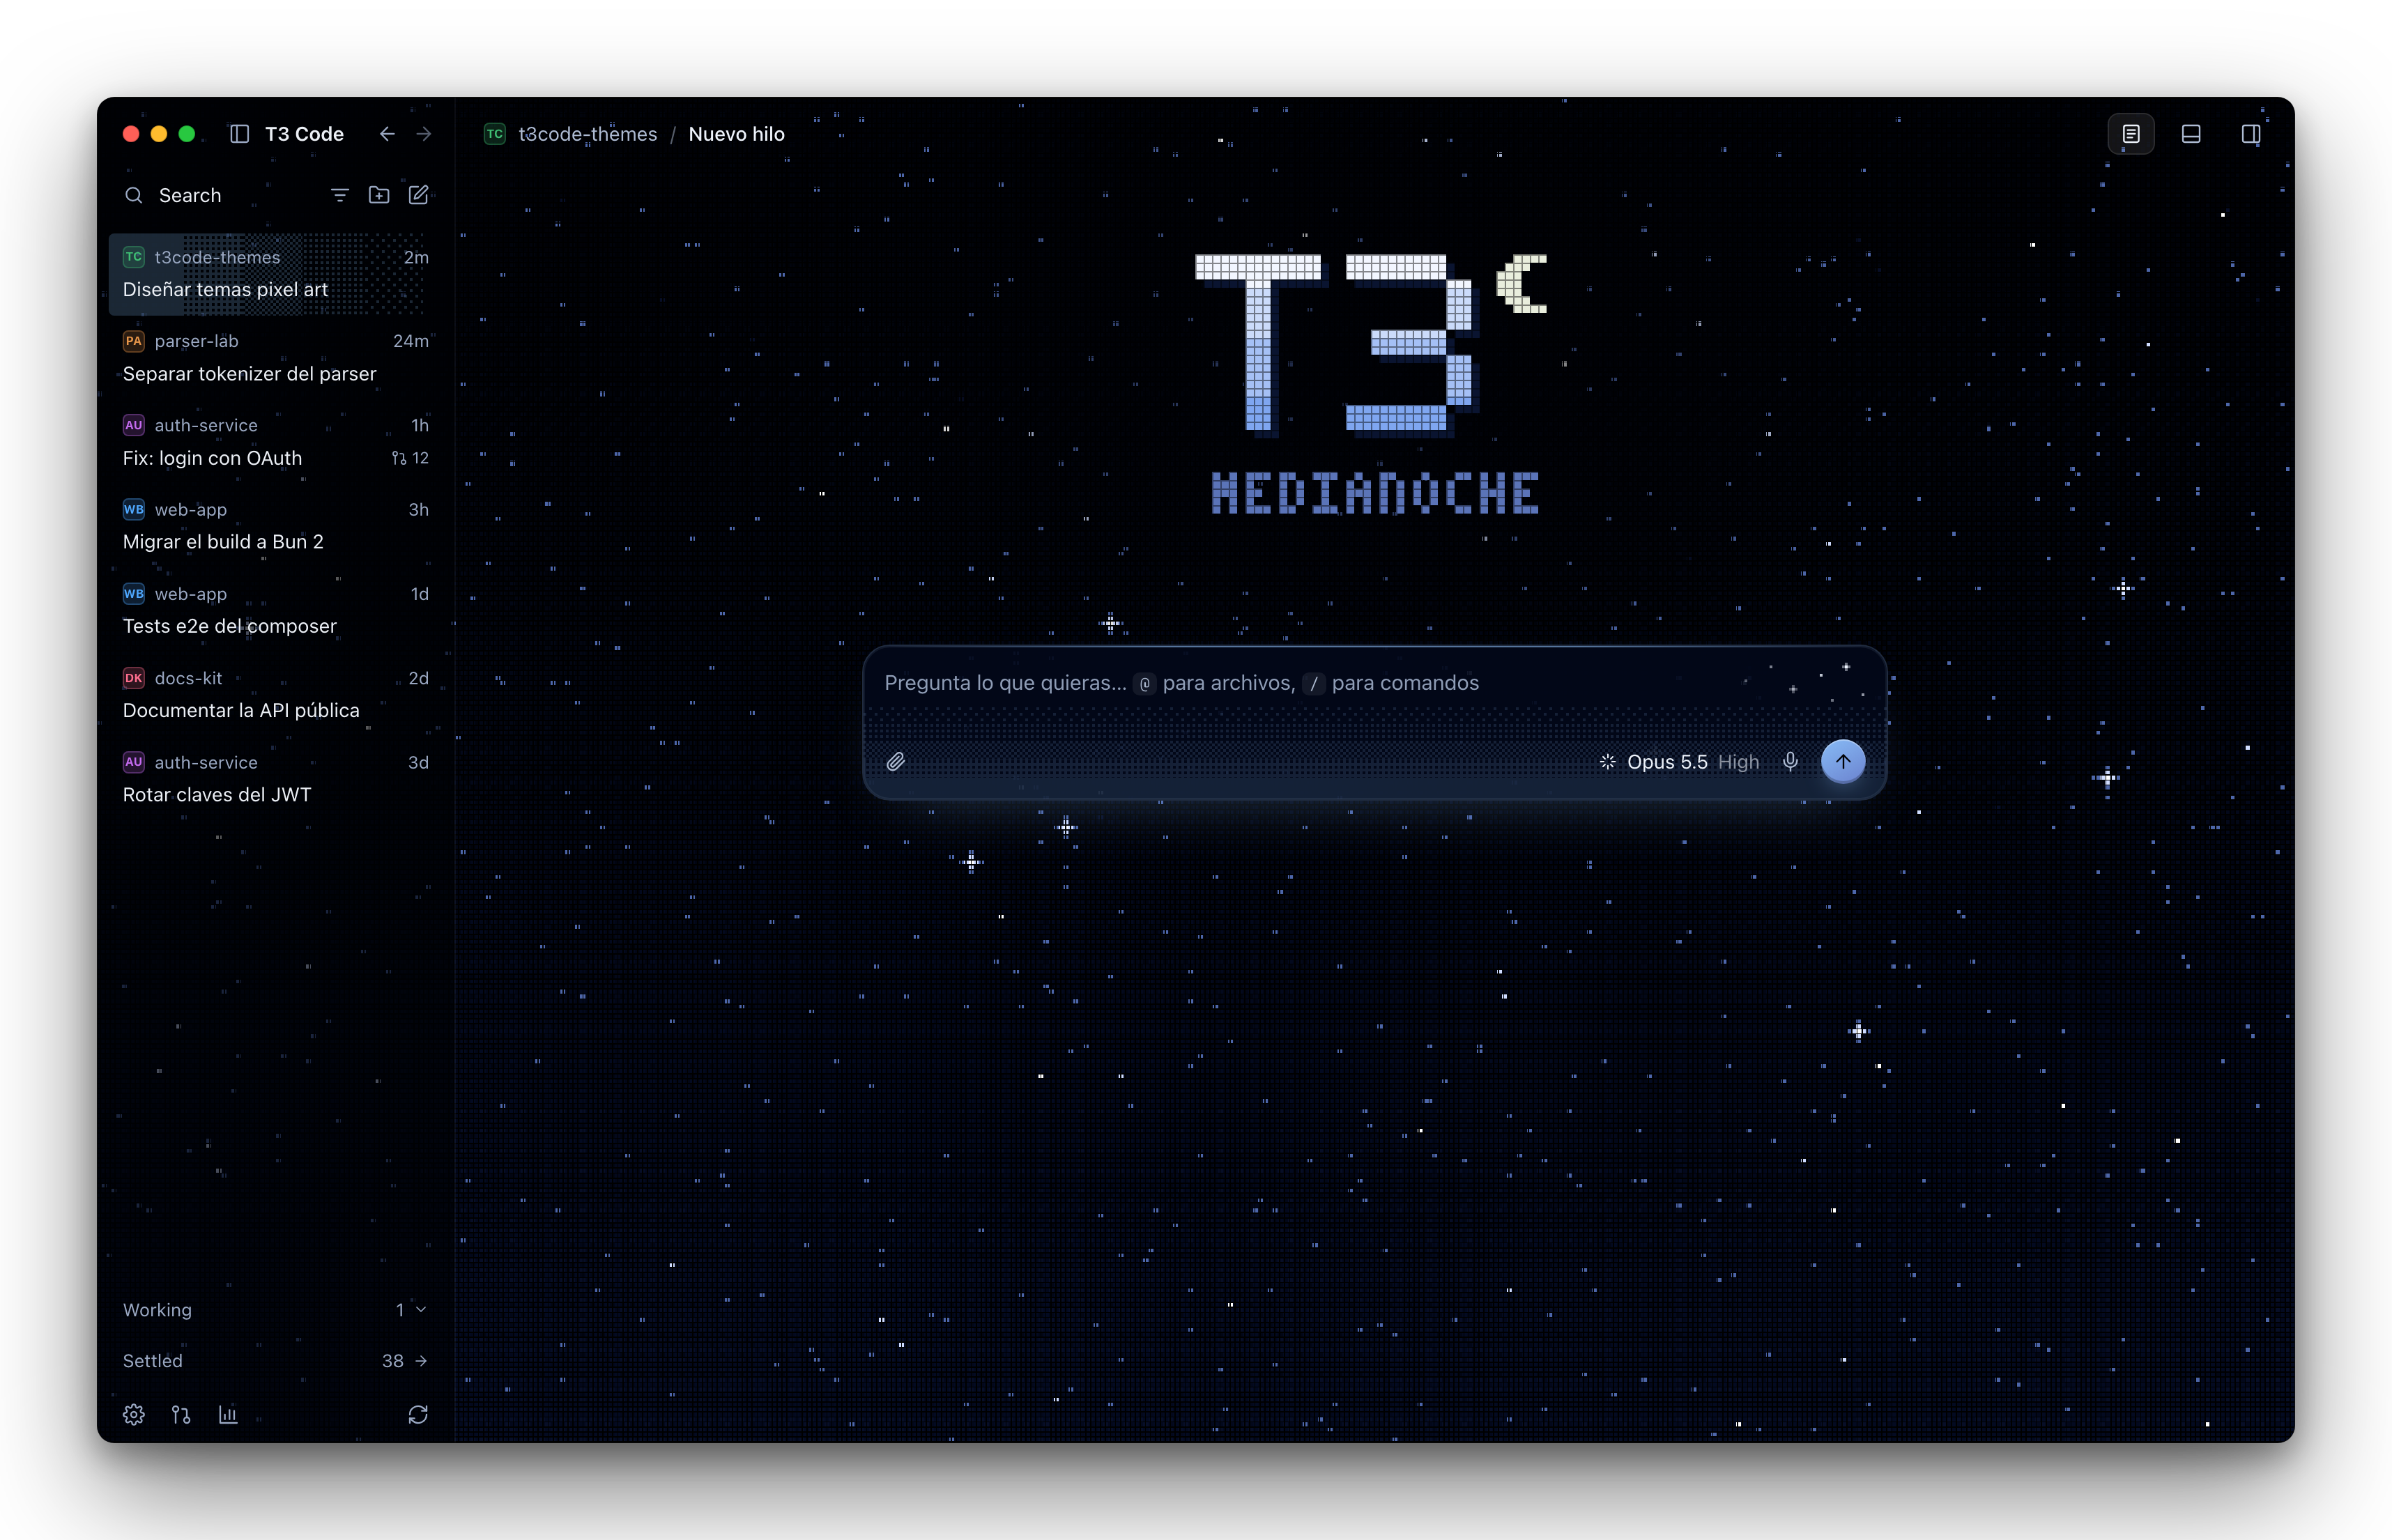 T3 Code
Search
TC t3code-themes 2m
Diseñar temas pixel art
PA parser-lab 24m
Separar tokenizer del parser
AU auth-service 1h
Fix: login con OAuth 12
WB web-app 3h
Migrar el build a Bun 2
WB web-app 1d
Tests e2e del composer
DK docs-kit 2d
Documentar la API pública
AU auth-service 3d
Rotar claves del JWT
Working 1
Settled 38
TC t3code-themes / Nuevo hilo
T3
MEDIANOCHE
Pregunta lo que quieras... @ para archivos, / para comandos
Opus 5.5 High